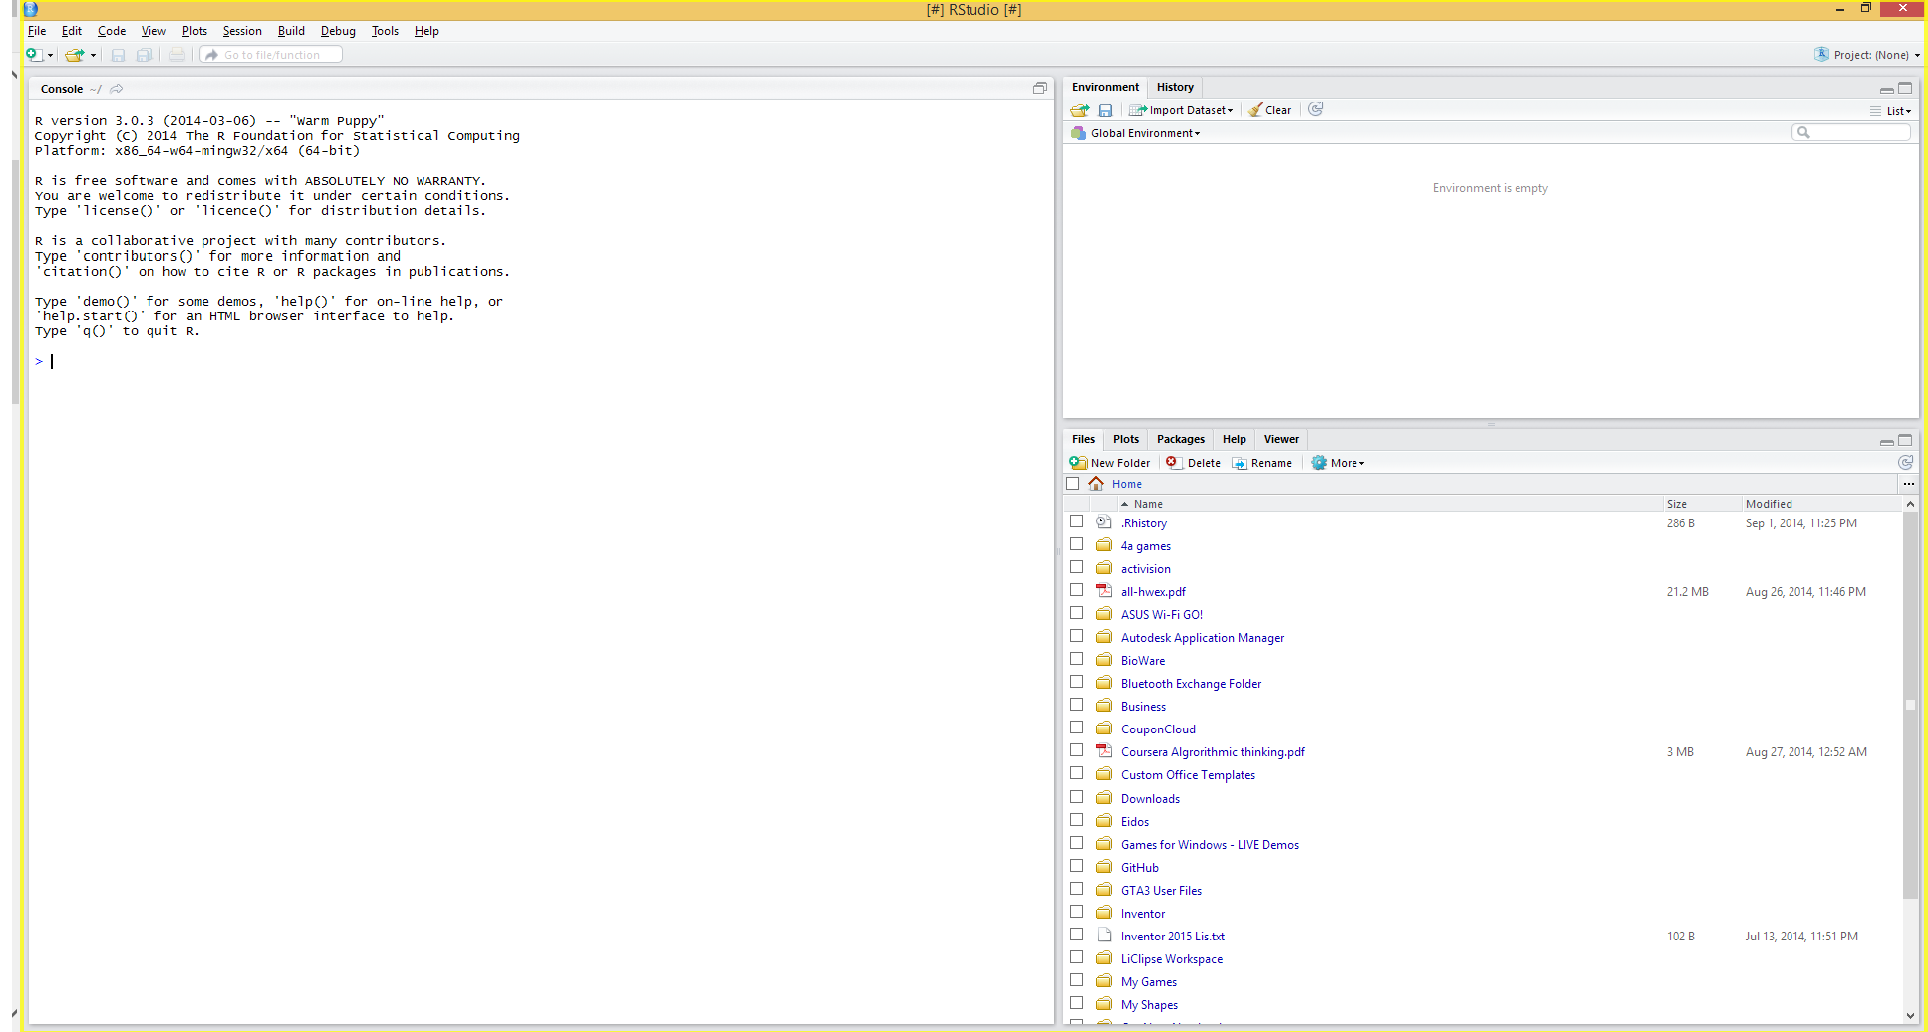 [#] RStudio [#]
File Edit Code View Plots Session Build Debug Tools Help
Go to file/function
Project: (None)
Console ~/
R version 3.0.3 (2014-03-06) -- "Warm Puppy"
Copyright (C) 2014 The R Foundation for Statistical Computing
Platform: x86_64-w64-mingw32/x64 (64-bit)
R is free software and comes with ABSOLUTELY NO WARRANTY.
You are welcome to redistribute it under certain conditions.
Type 'license()' or 'licence()' for distribution details.
R is a collaborative project with many contributors.
Type 'contributors()' for more information and
'citation()' on how to cite R or R packages in publications.
Type 'demo()' for some demos, 'help()' for on-line help, or
'help.start()' for an HTML browser interface to help.
Type 'q()' to quit R.
>
Environment History
Import Dataset Clear List
Global Environment
Environment is empty
Files Plots Packages Help Viewer
New Folder Delete Rename More
Home ...
Name Size Modified
.Rhistory 286 B Sep 1, 2014, 11:25 PM
4a games
activision
all-hwex.pdf 21.2 MB Aug 26, 2014, 11:46 PM
ASUS Wi-Fi GO!
Autodesk Application Manager
BioWare
Bluetooth Exchange Folder
Business
CouponCloud
Coursera Algrorithmic thinking.pdf 3 MB Aug 27, 2014, 12:52 AM
Custom Office Templates
Downloads
Eidos
Games for Windows - LIVE Demos
GitHub
GTA3 User Files
Inventor
Inventor 2015 Lis.txt 102 B Jul 13, 2014, 11:51 PM
LiClipse Workspace
My Games
My Shapes